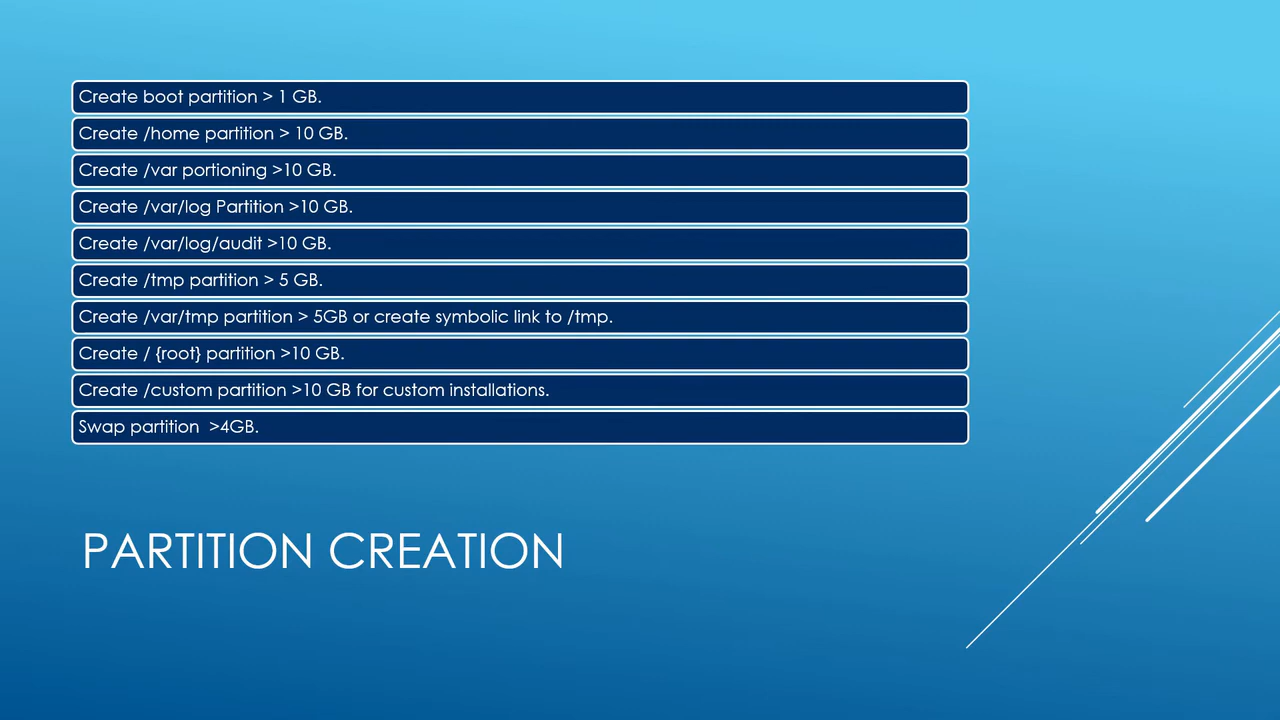 Create boot partition > 1 GB.
Create /home partition > 10 GB.
Create /var portioning >10 GB.
Create /var/log Partition >10 GB.
Create /var/log/audit >10 GB.
Create /tmp partition > 5 GB.
Create /var/tmp partition > 5GB or create symbolic link to /tmp.
Create / {root} partition >10 GB.
Create /custom partition >10 GB for custom installations.
Swap partition  >4GB.
PARTITION CREATION